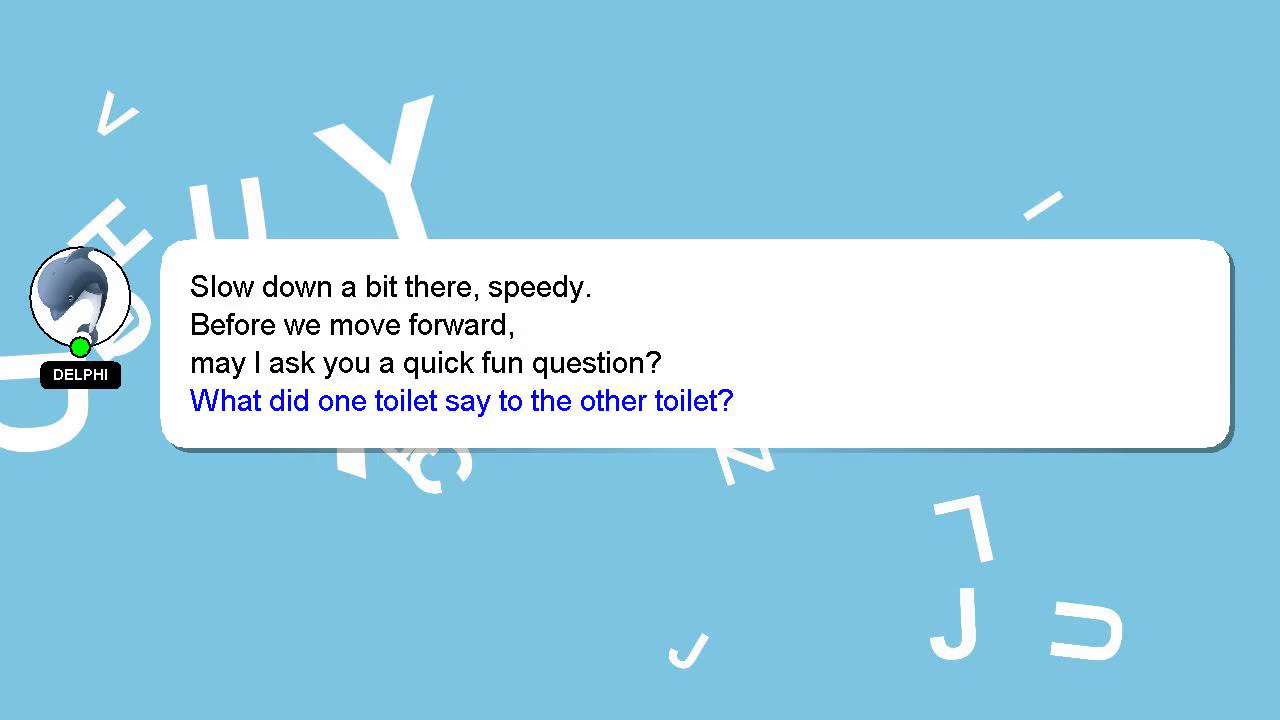 V
Y
U
H
I
DELPHI
Slow down a bit there, speedy.
Before we move forward,
may I ask you a quick fun question?
What did one toilet say to the other toilet?
N
L
J
U
J